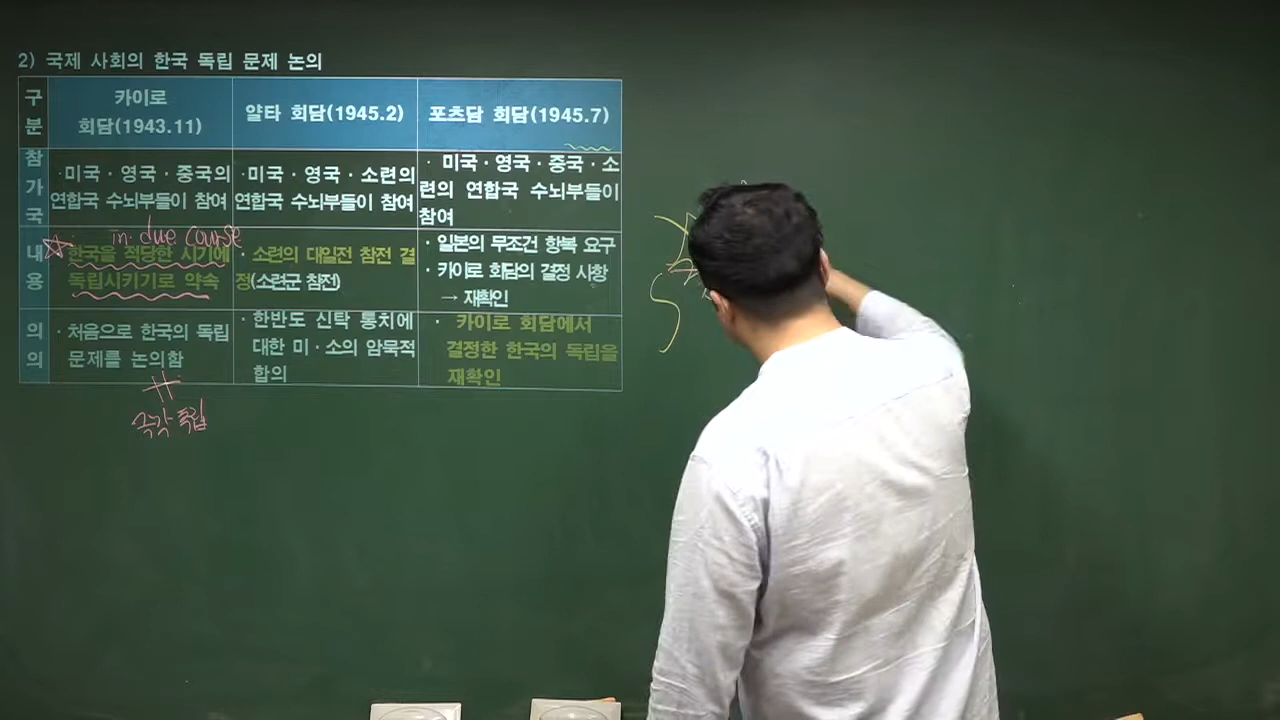 2) 국제 사회의 한국 독립 문제 논의
구분
카이로
회담(1943.11)
얄타 회담(1945.2)
포츠담 회담(1945.7)
참가국
·미국·영국·중국의
연합국 수뇌부들이 참여
·미국·영국·소련의
연합국 수뇌부들이 참여
· 미국·영국·중국·소
련의 연합국 수뇌부들이
참여
내용
in due course
· 한국을 적당한 시기에
독립시키기로 약속
· 소련의 대일전 참전 결
정(소련군 참전)
· 일본의 무조건 항복 요구
· 카이로 회담의 결정 사항
→ 재확인
의의
· 처음으로 한국의 독립
문제를 논의함
· 한반도 신탁 통치에
대한 미·소의 암묵적
합의
· 카이로 회담에서
결정한 한국의 독립을
재확인
즉각 독립